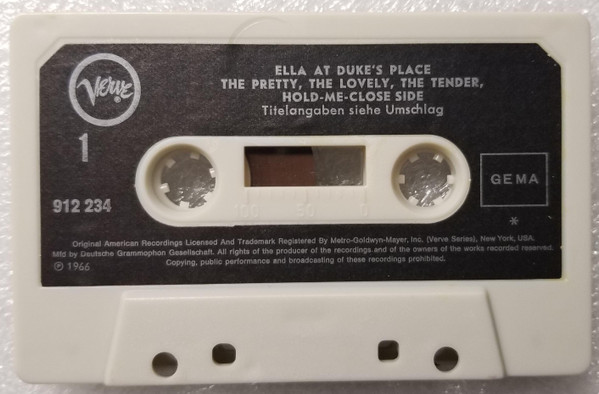 Verve
ELLA AT DUKE'S PLACE
THE PRETTY, THE LOVELY, THE TENDER,
HOLD-ME-CLOSE SIDE
Titelangaben siehe Umschlag
1
912 234
100 50 0
GEMA
*
Original American Recordings Licensed And Trademark Registered By Metro-Goldwyn-Mayer, Inc. (Verve Series), New York, USA.
Mfd by Deutsche Grammophon Gesellschaft. All rights of the producer of the recordings and of the owners of the works recorded reserved.
Copying, public performance and broadcasting of these recordings prohibited.
℗ 1966